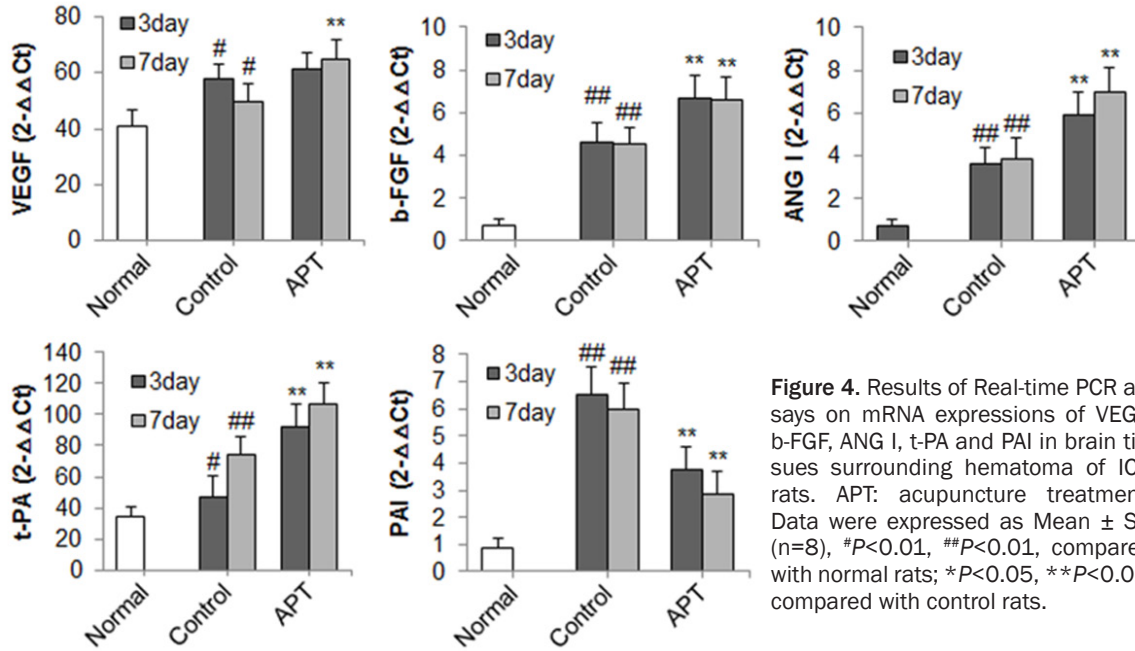 VEGF (2-ΔΔCt)
80
60
40
20
0
3day
7day
#
#
**
Normal
Control
APT
b-FGF (2-ΔΔCt)
10
8
6
4
2
0
3day
7day
##
##
**
**
Normal
Control
APT
ANG I (2-ΔΔCt)
10
8
6
4
2
0
3day
7day
##
##
**
**
Normal
Control
APT
t-PA (2-ΔΔCt)
140
120
100
80
60
40
20
0
3day
7day
#
##
**
**
Normal
Control
APT
PAI (2-ΔΔCt)
8
7
6
5
4
3
2
1
0
3day
7day
##
##
**
**
Normal
Control
APT
Figure 4. Results of Real-time PCR a
says on mRNA expressions of VEG
b-FGF, ANG I, t-PA and PAI in brain ti
sues surrounding hematoma of IC
rats. APT: acupuncture treatmen
Data were expressed as Mean ± S
(n=8), #P<0.01, ##P<0.01, compare
with normal rats; *P<0.05, **P<0.0
compared with control rats.